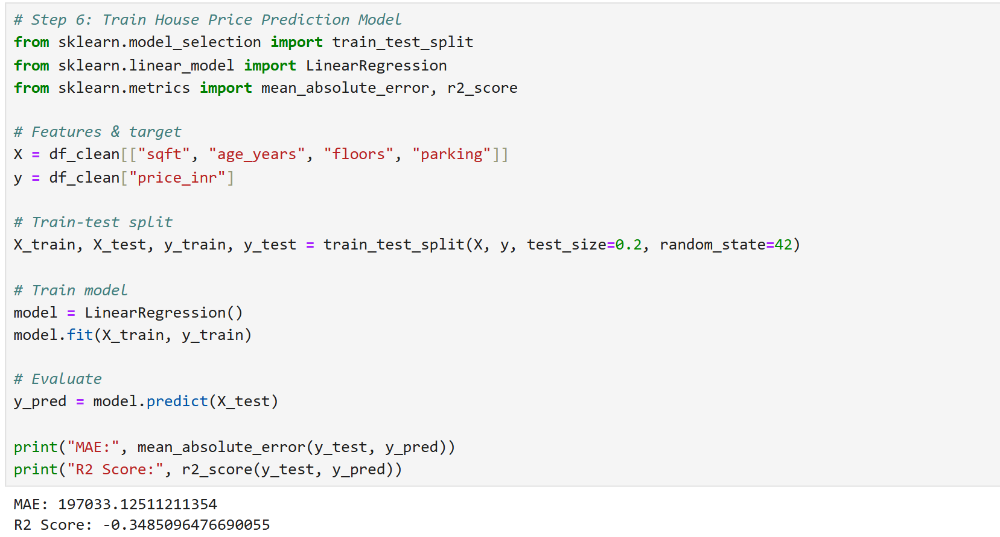 # Step 6: Train House Price Prediction Model
from sklearn.model_selection import train_test_split
from sklearn.linear_model import LinearRegression
from sklearn.metrics import mean_absolute_error, r2_score
# Features & target
X = df_clean[["sqft", "age_years", "floors", "parking"]]
y = df_clean["price_inr"]
# Train-test split
X_train, X_test, y_train, y_test = train_test_split(X, y, test_size=0.2, random_state=42)
# Train model
model = LinearRegression()
model.fit(X_train, y_train)
# Evaluate
y_pred = model.predict(X_test)
print("MAE:", mean_absolute_error(y_test, y_pred))
print("R2 Score:", r2_score(y_test, y_pred))
MAE: 197033.12511211354
R2 Score: -0.3485096476690055